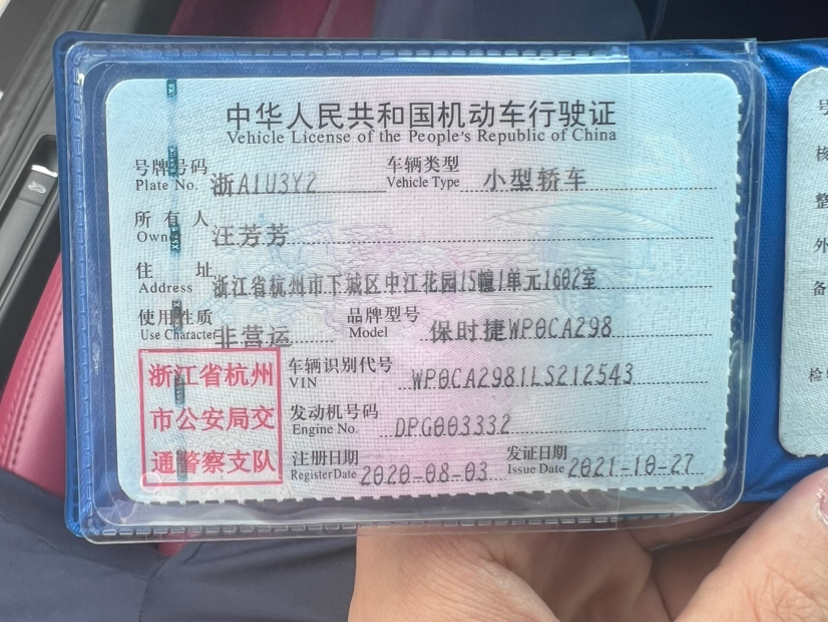 中华人民共和国机动车行驶证
Vehicle License of the People's Republic of China
号牌号码 浙A1U3Y2 车辆类型 小型轿车
Plate No. Vehicle Type
所有人 汪芳芳
Owner
住址 浙江省杭州市下城区中江花园15幢1单元1602室
Address
使用性质 非营运 品牌型号 保时捷WP0CA298
Use Character Model
浙江省杭州
市公安局交
通警察支队
车辆识别代号 WP0CA2981LS212543
VIN
发动机号码 DPG003332
Engine No.
注册日期 2020-08-03 发证日期 2021-10-27
Register Date Issue Date
号
核
整
外
备
检